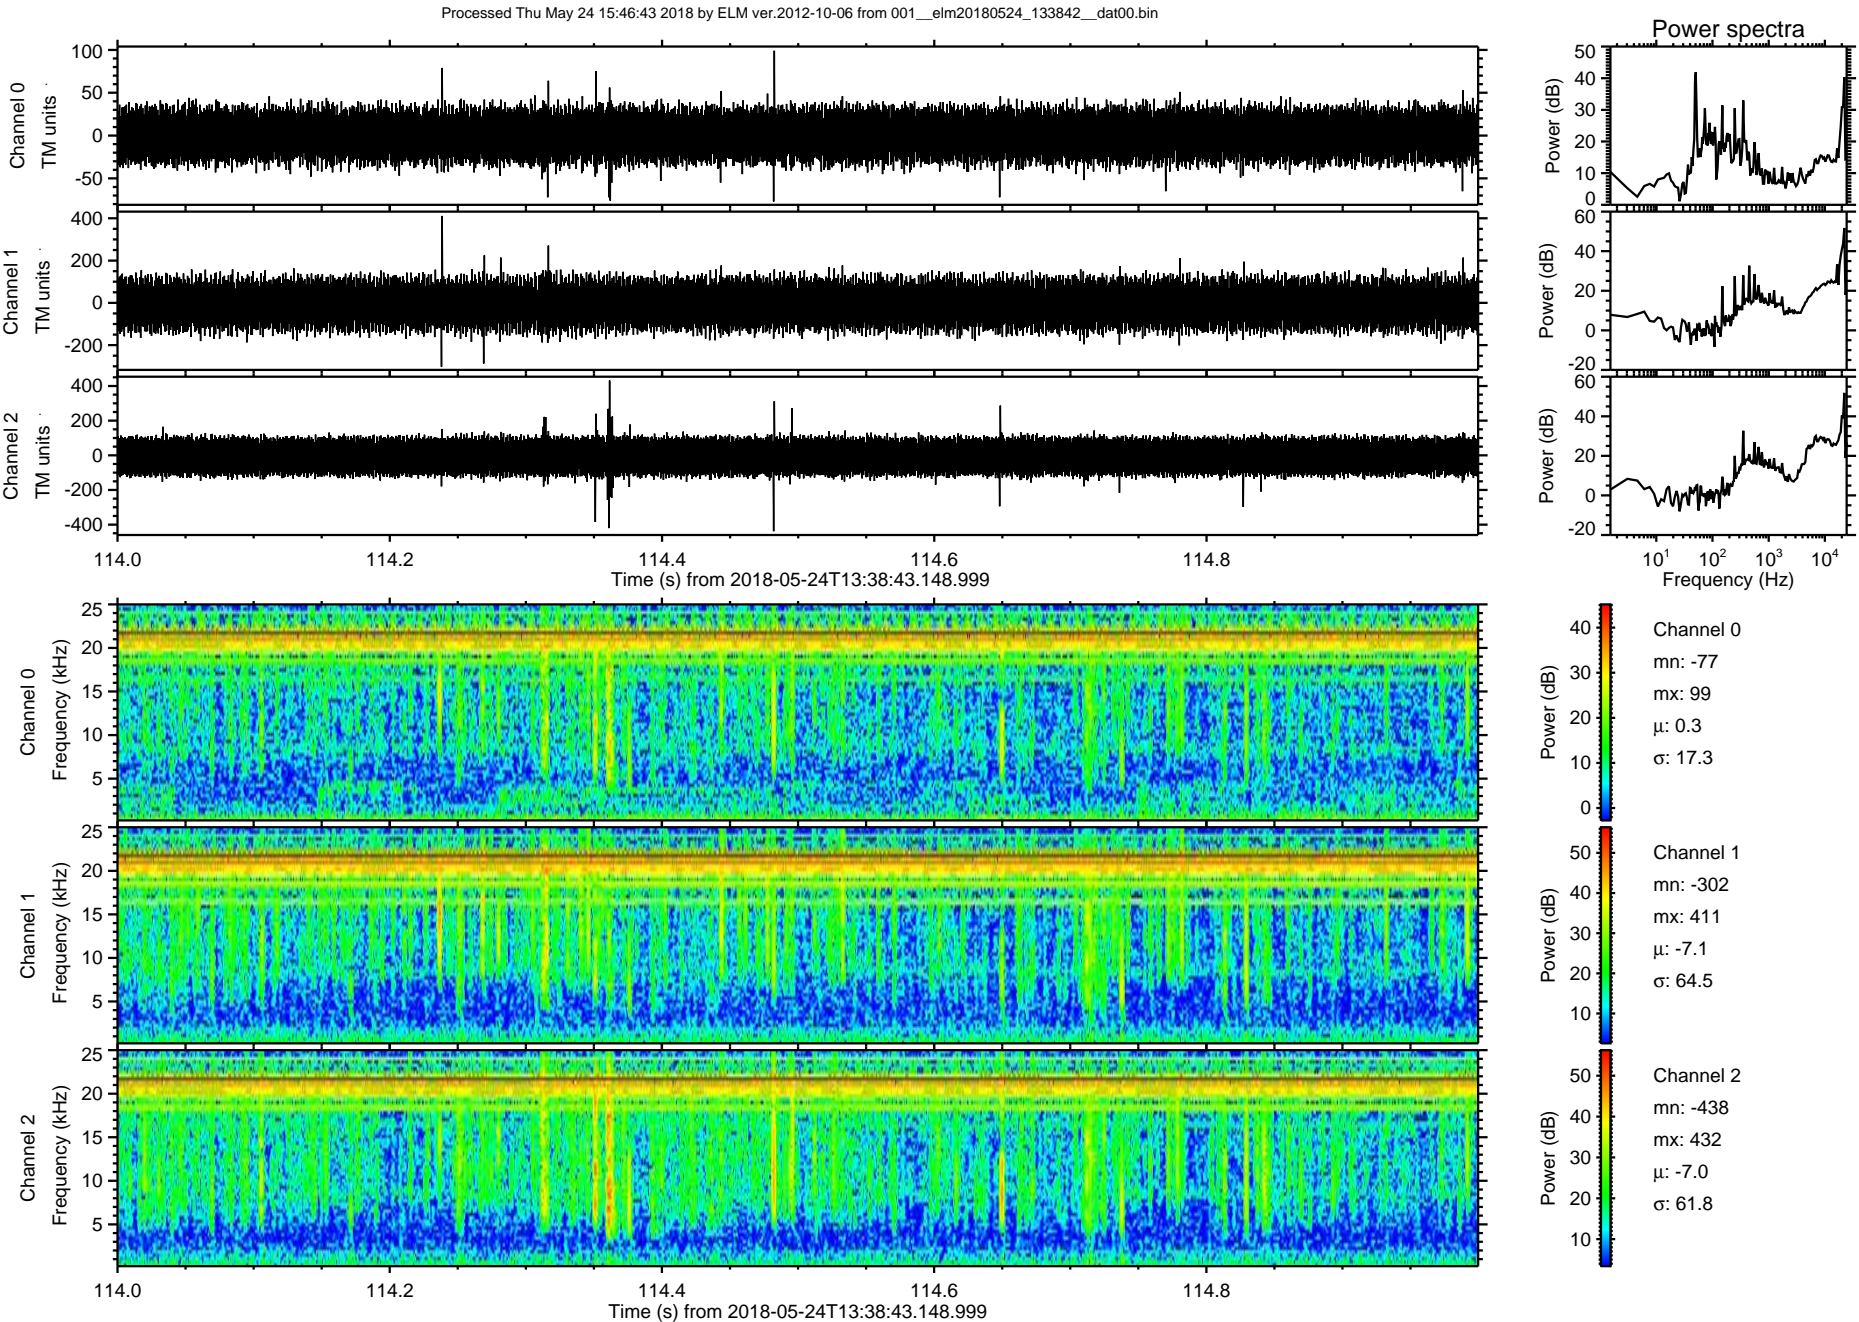 Processed Thu May 24 15:46:43 2018 by ELM ver.2012-10-06 from 001__elm20180524_133842__dat00.bin
Power spectra
Channel 0
TM units
100
50
0
-50
Power (dB)
50
40
30
20
10
0
Channel 1
TM units
400
200
0
-200
Power (dB)
60
40
20
0
-20
Channel 2
TM units
400
200
0
-200
-400
Power (dB)
60
40
20
0
-20
114.0 114.2 114.4 114.6 114.8
Time (s) from 2018-05-24T13:38:43.148.999
10^1 10^2 10^3 10^4
Frequency (Hz)
Channel 0
Frequency (kHz)
25
20
15
10
5
Power (dB)
40
30
20
10
0
Channel 0
mn: -77
mx: 99
μ: 0.3
σ: 17.3
Channel 1
Frequency (kHz)
25
20
15
10
5
Power (dB)
50
40
30
20
10
Channel 1
mn: -302
mx: 411
μ: -7.1
σ: 64.5
Channel 2
Frequency (kHz)
25
20
15
10
5
Power (dB)
50
40
30
20
10
Channel 2
mn: -438
mx: 432
μ: -7.0
σ: 61.8
114.0 114.2 114.4 114.6 114.8
Time (s) from 2018-05-24T13:38:43.148.999